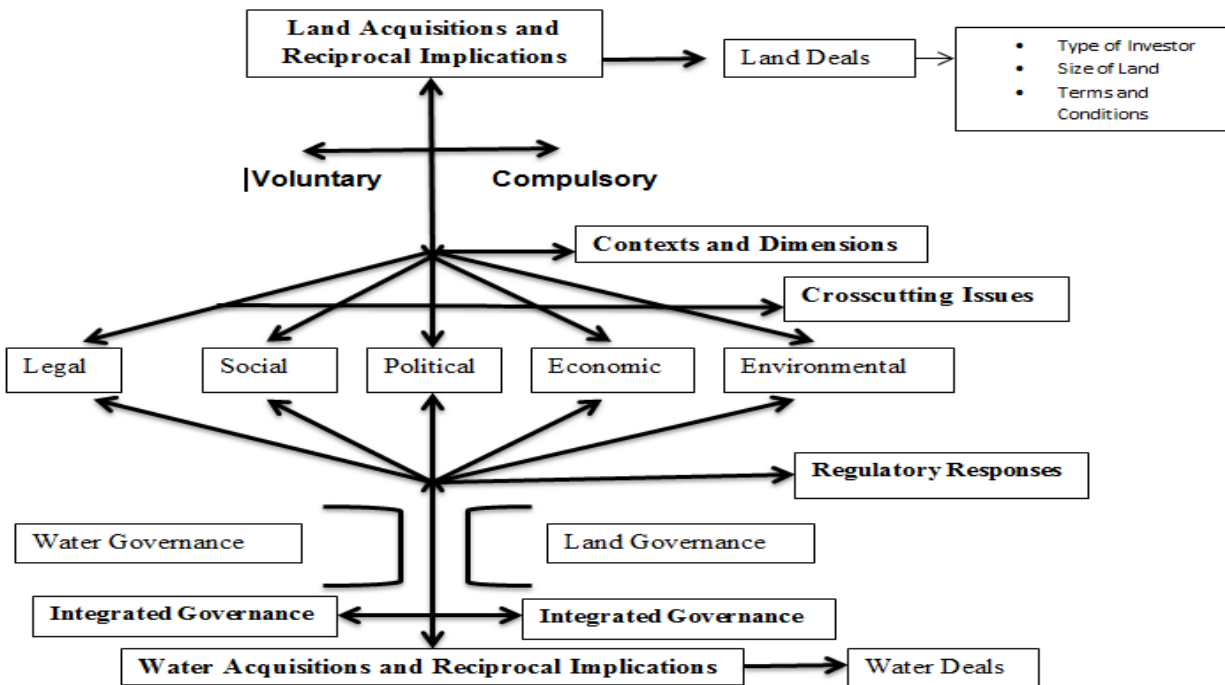 Land Acquisitions and
Reciprocal Implications
Land Deals
• Type of Investor
• Size of Land
• Terms and
Conditions
|Voluntary
Compulsory
Contexts and Dimensions
Crosscutting Issues
Legal
Social
Political
Economic
Environmental
Regulatory Responses
Water Governance
Land Governance
Integrated Governance
Integrated Governance
Water Acquisitions and Reciprocal Implications
Water Deals